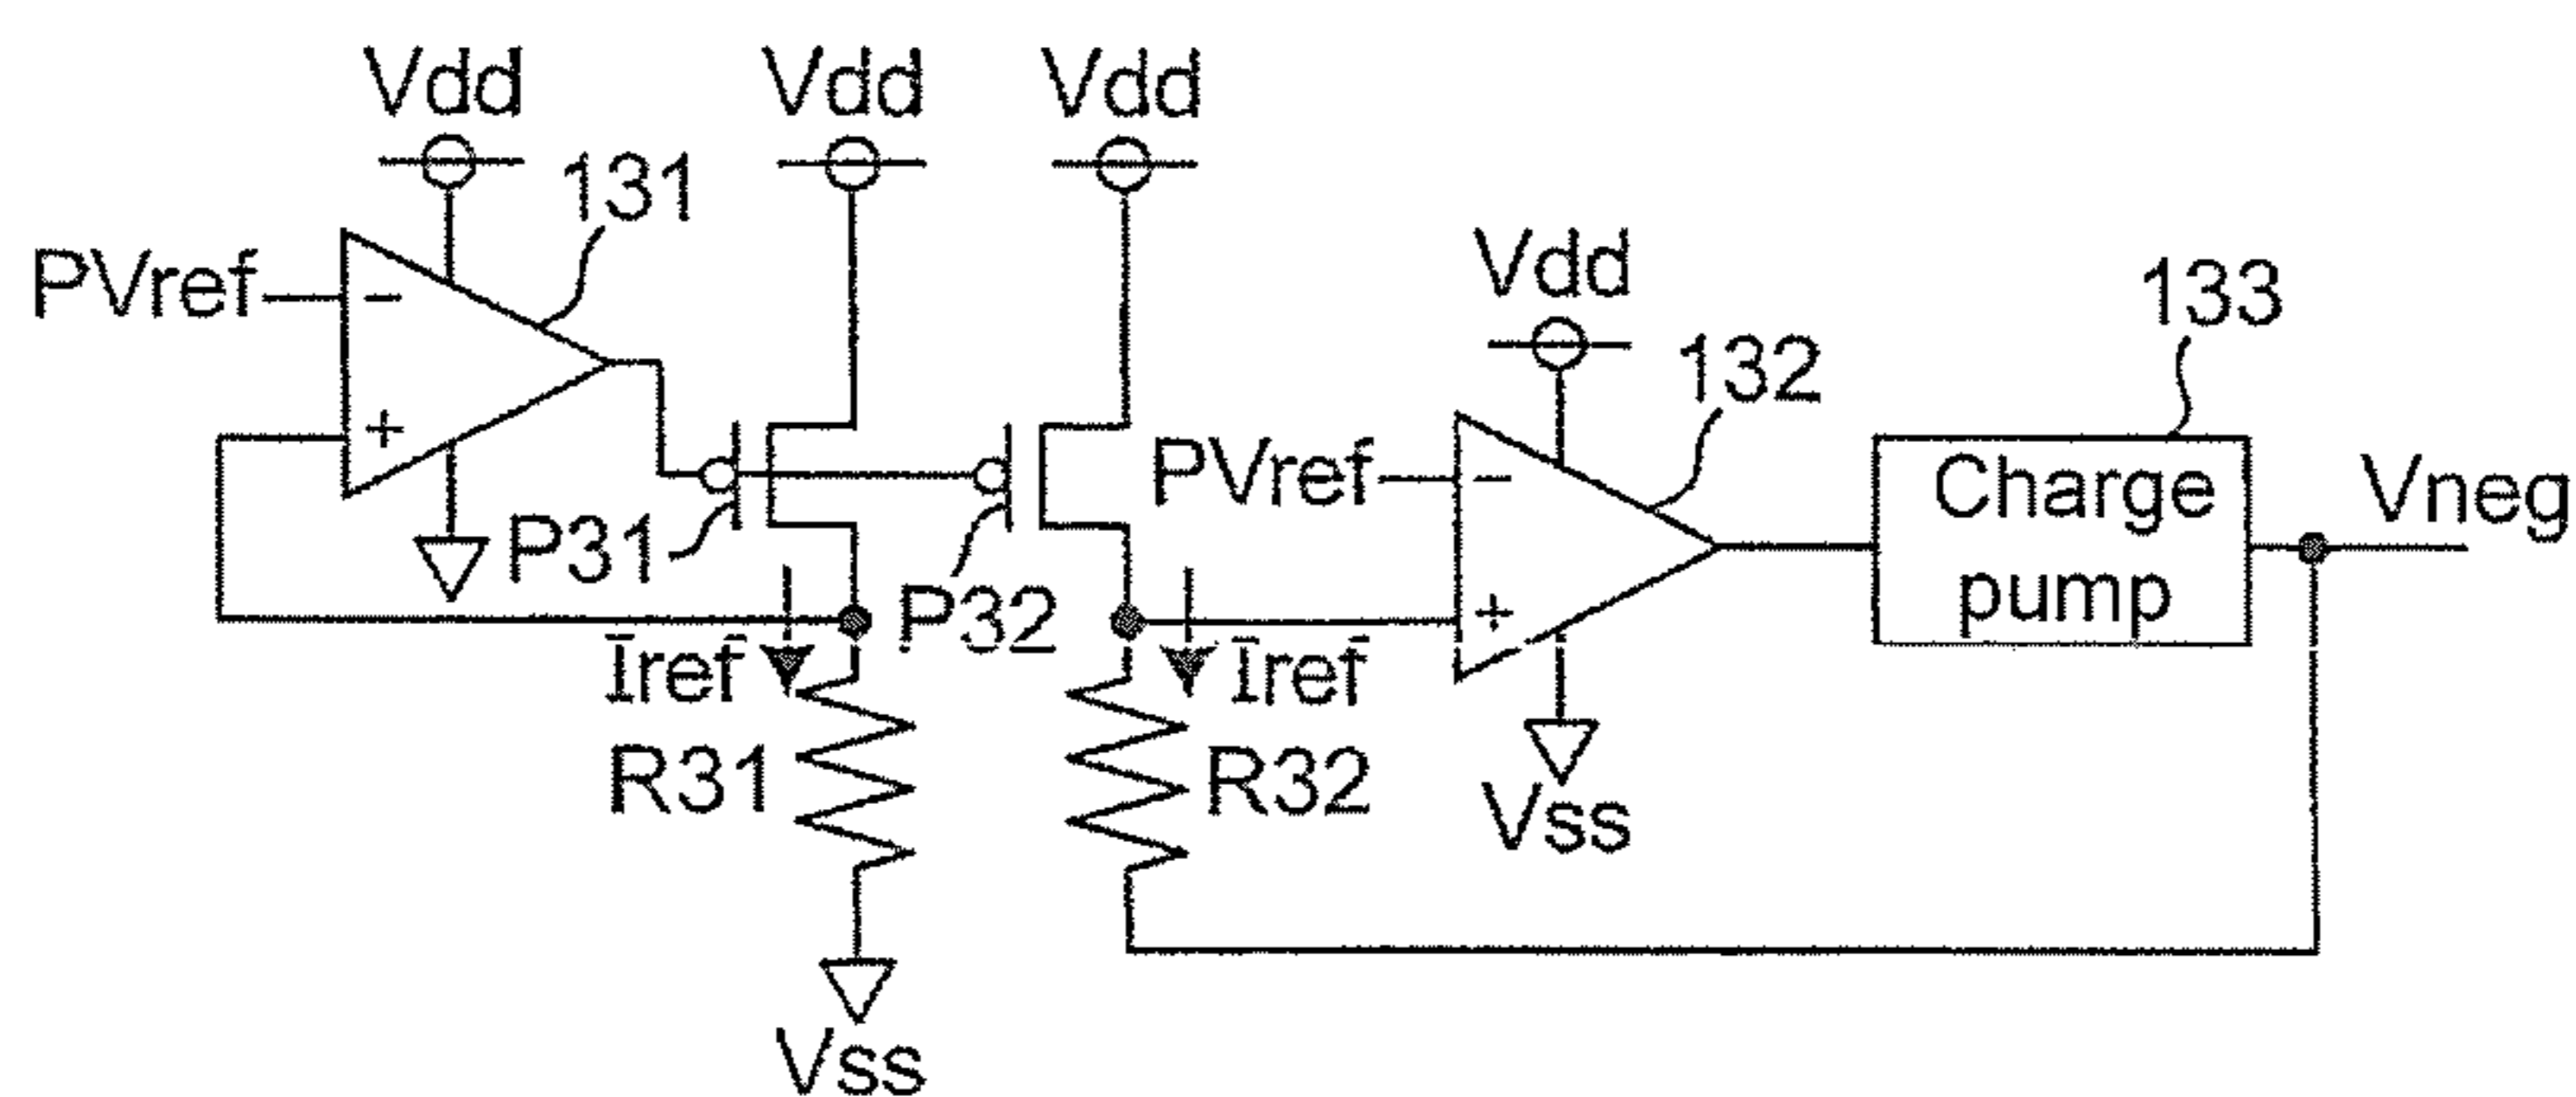 Vdd
Vdd
Vdd
131
PVref
-
+
Vdd
133
132
PVref
-
+
Charge
pump
Vneg
P31
P32
Iref
Iref
R31
R32
Vss
Vss